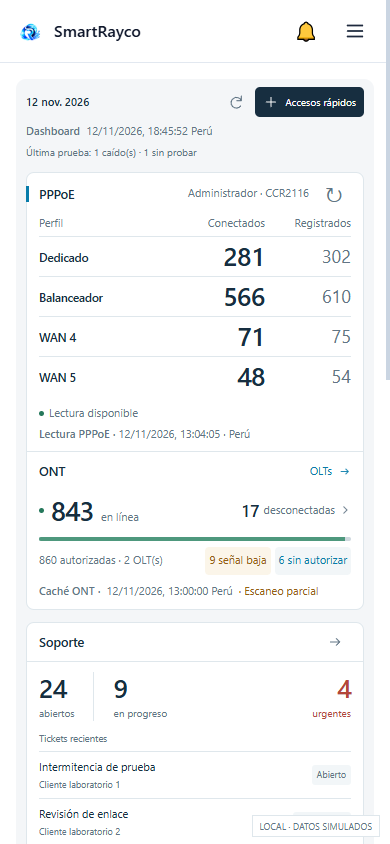 SmartRayco
12 nov. 2026
Accesos rápidos
Dashboard 12/11/2026, 18:45:52 Perú
Última prueba: 1 caído(s) · 1 sin probar
PPPoE Administrador · CCR2116
Perfil Conectados Registrados
Dedicado 281 302
Balanceador 566 610
WAN 4 71 75
WAN 5 48 54
Lectura disponible
Lectura PPPoE · 12/11/2026, 13:04:05 · Perú
ONT OLTs →
843 en línea 17 desconectadas
860 autorizadas · 2 OLT(s) 9 señal baja 6 sin autorizar
Caché ONT · 12/11/2026, 13:00:00 Perú · Escaneo parcial
Soporte →
24 9 4
abiertos en progreso urgentes
Tickets recientes
Intermitencia de prueba
Cliente laboratorio 1 Abierto
Revisión de enlace
Cliente laboratorio 2
LOCAL · DATOS SIMULADOS